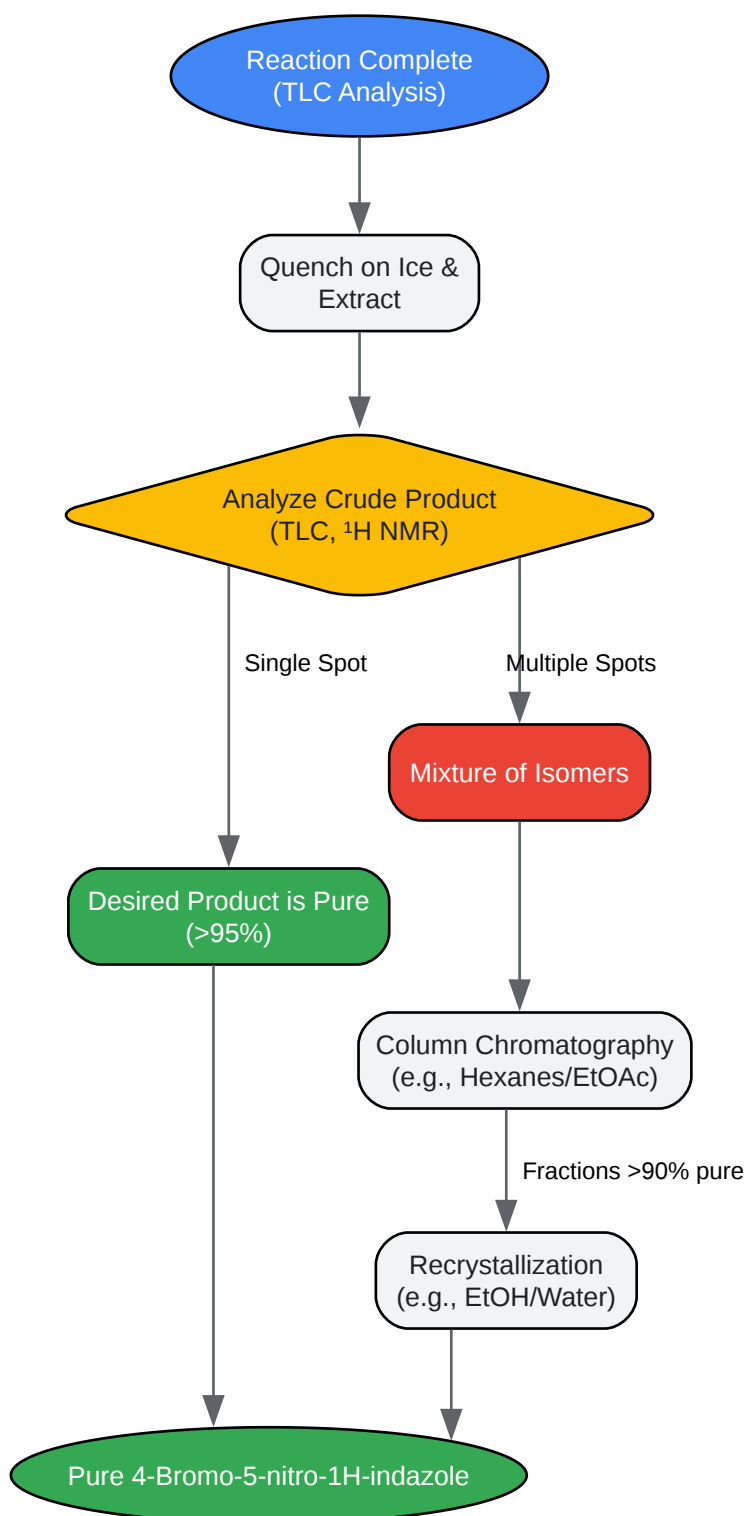 Reaction Complete
(TLC Analysis)
Quench on Ice &
Extract
Analyze Crude Product
(TLC, ¹H NMR)
Single Spot
Multiple Spots
Mixture of Isomers
Desired Product is Pure
(>95%)
Column Chromatography
(e.g., Hexanes/EtOAc)
Fractions >90% pure
Recrystallization
(e.g., EtOH/Water)
Pure 4-Bromo-5-nitro-1H-indazole